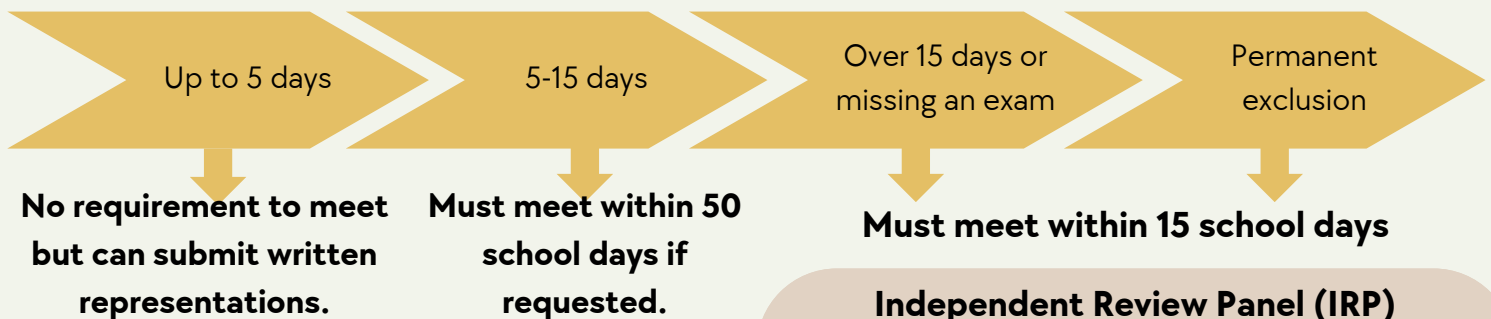 Up to 5 days
5-15 days
Over 15 days or
missing an exam
Permanent
exclusion
No requirement to meet
but can submit written
representations.
Must meet within 50
school days if
requested.
Must meet within 15 school days
Independent Review Panel (IRP)